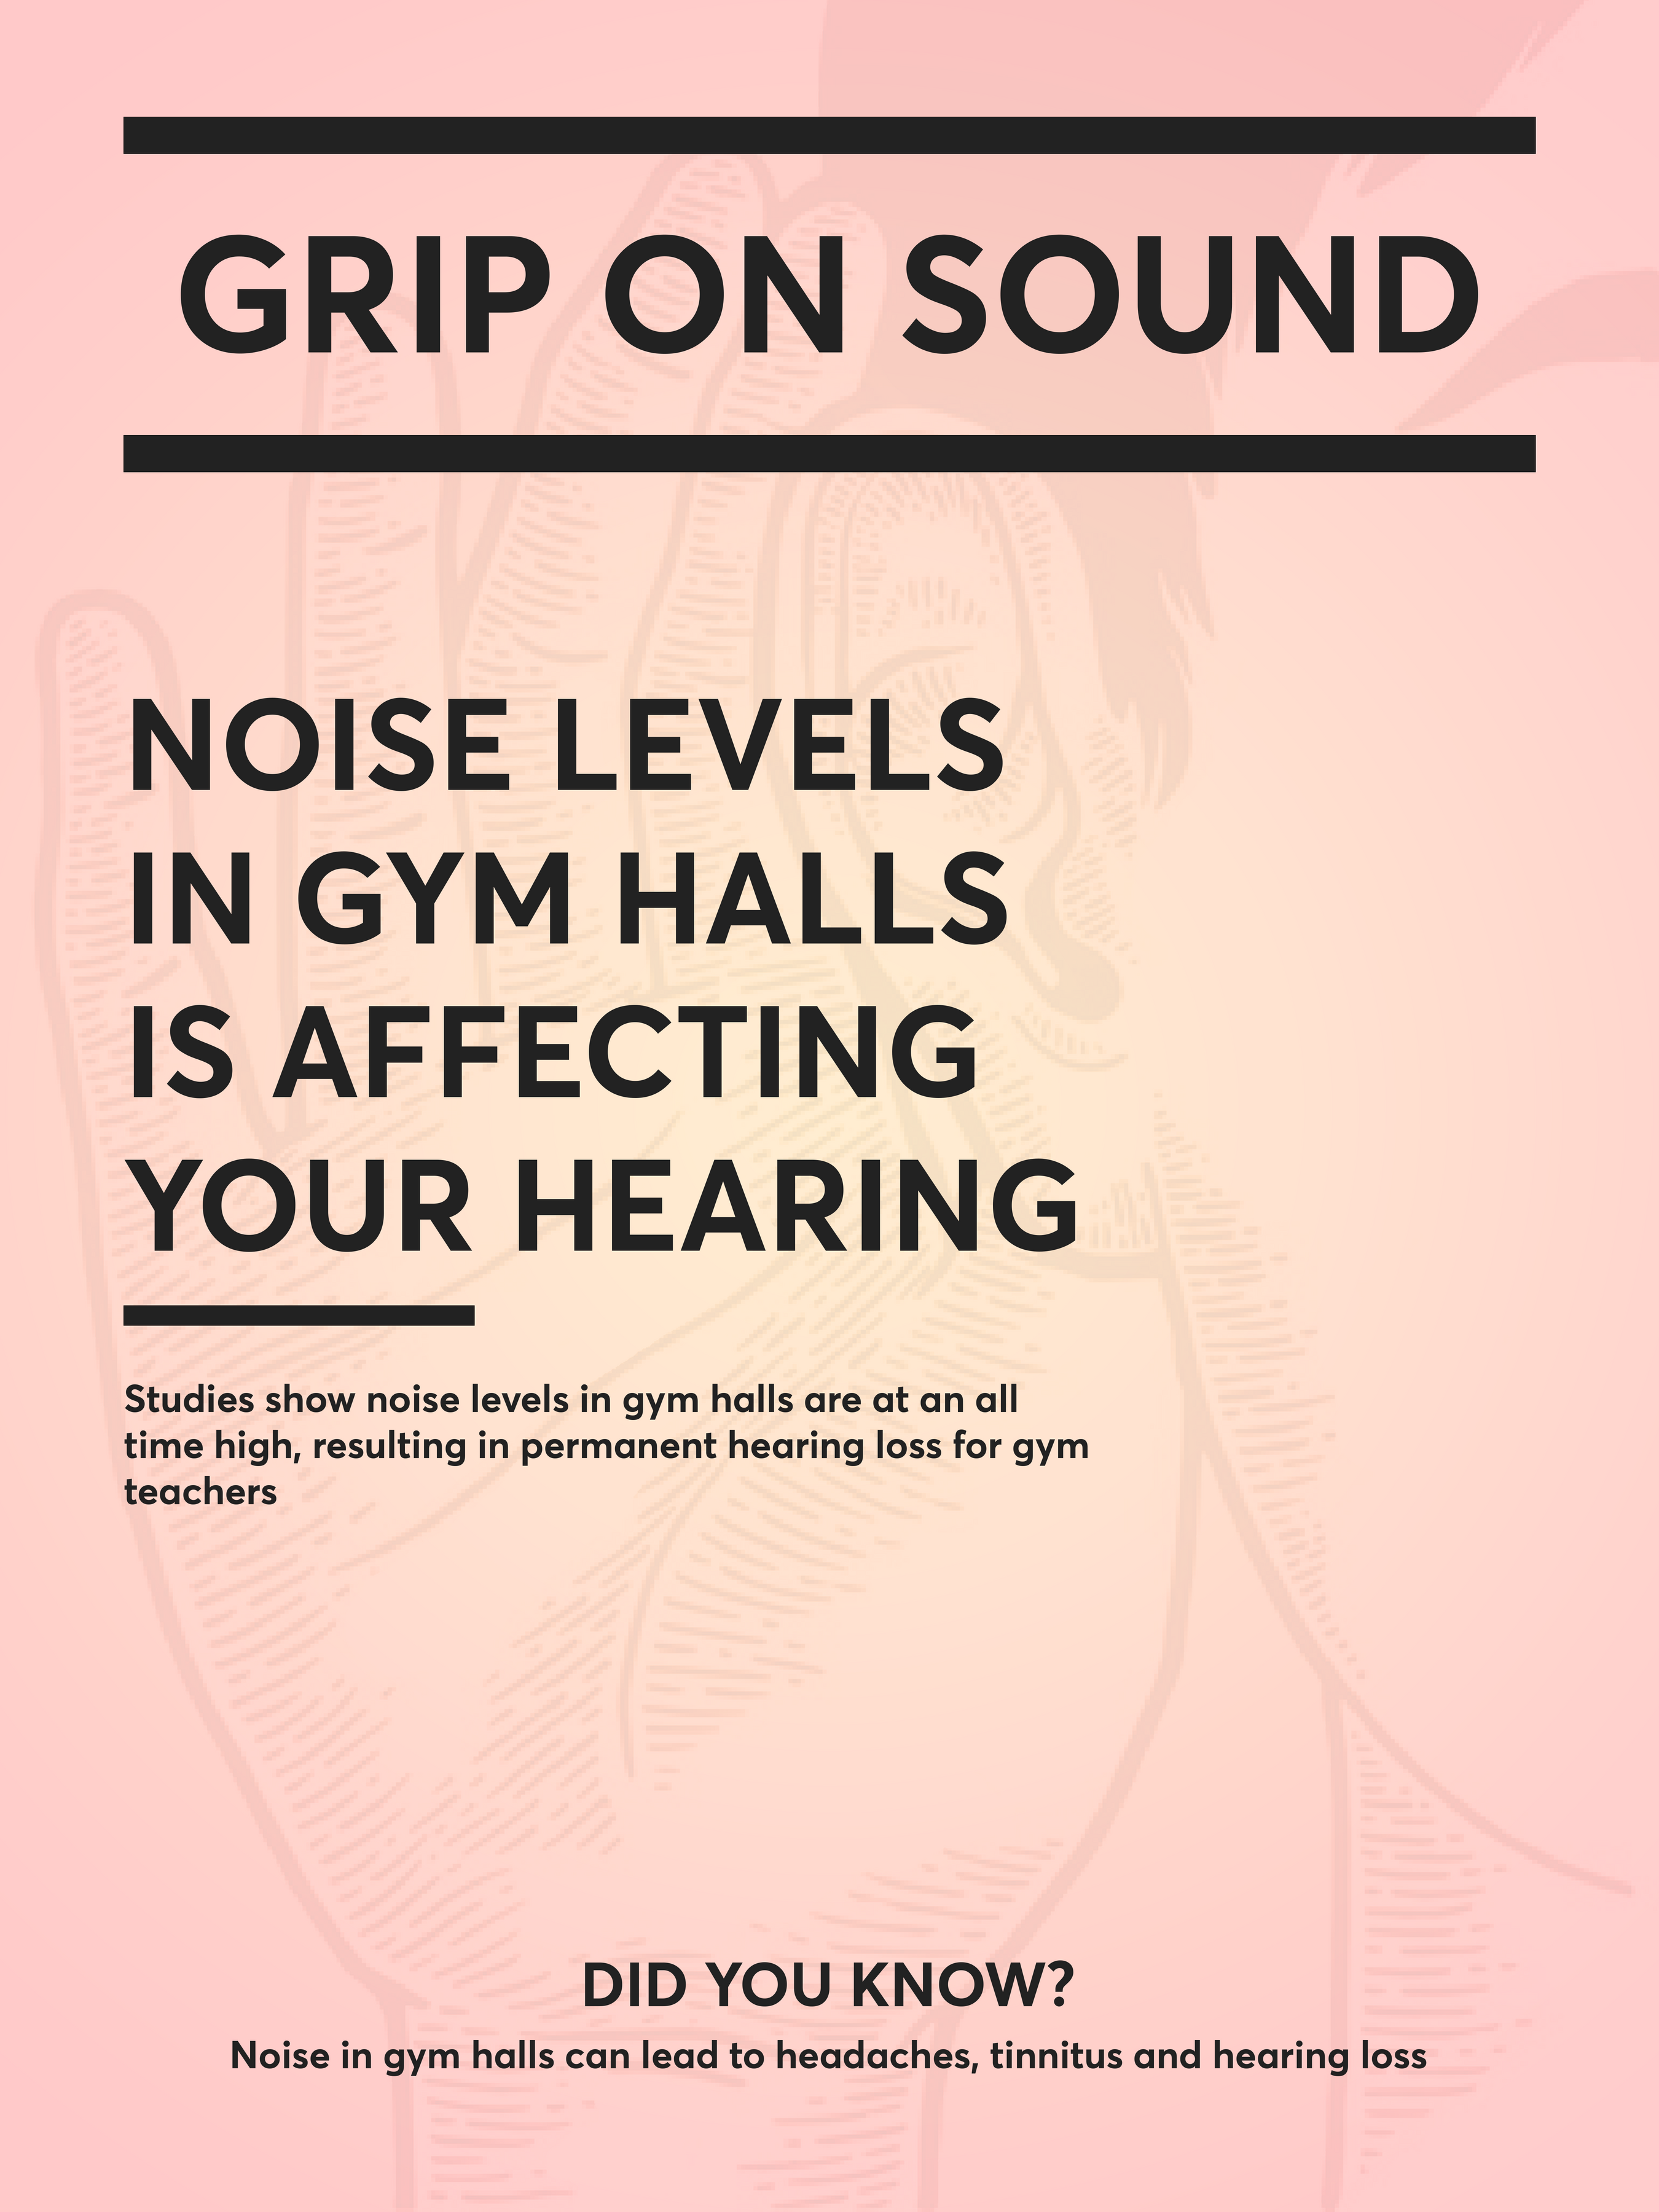 GRIP ON SOUND
NOISE LEVELS
IN GYM HALLS
IS AFFECTING
YOUR HEARING
Studies show noise levels in gym halls are at an all
time high, resulting in permanent hearing loss for gym
teachers
DID YOU KNOW?
Noise in gym halls can lead to headaches, tinnitus and hearing loss